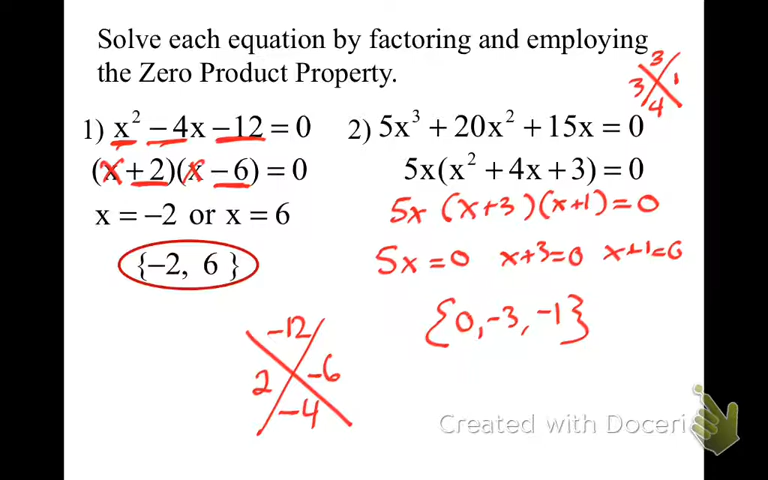 Solve each equation by factoring and employing
the Zero Product Property.
3
3 1
4
1) x² − 4x − 12 = 0
(x + 2)(x − 6) = 0
x = −2 or x = 6
{−2, 6 }
−12
2 −6
−4
2) 5x³ + 20x² + 15x = 0
5x(x² + 4x + 3) = 0
5x (x+3)(x+1)=0
5x=0 x+3=0 x+1=0
{0,-3,-1}
Created with Doceri